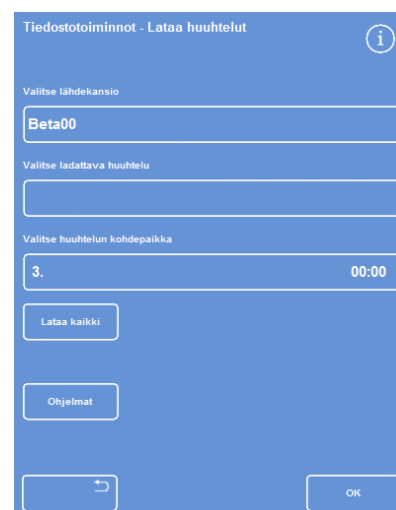 Tiedostotoiminnot - Lataa huuhtelut
i
Valitse lähdekansio
Beta00
Valitse ladattava huuhtelu
Valitse huuhtelun kohdepaikka
3. 00:00
Lataa kaikki
Ohjelmat
OK